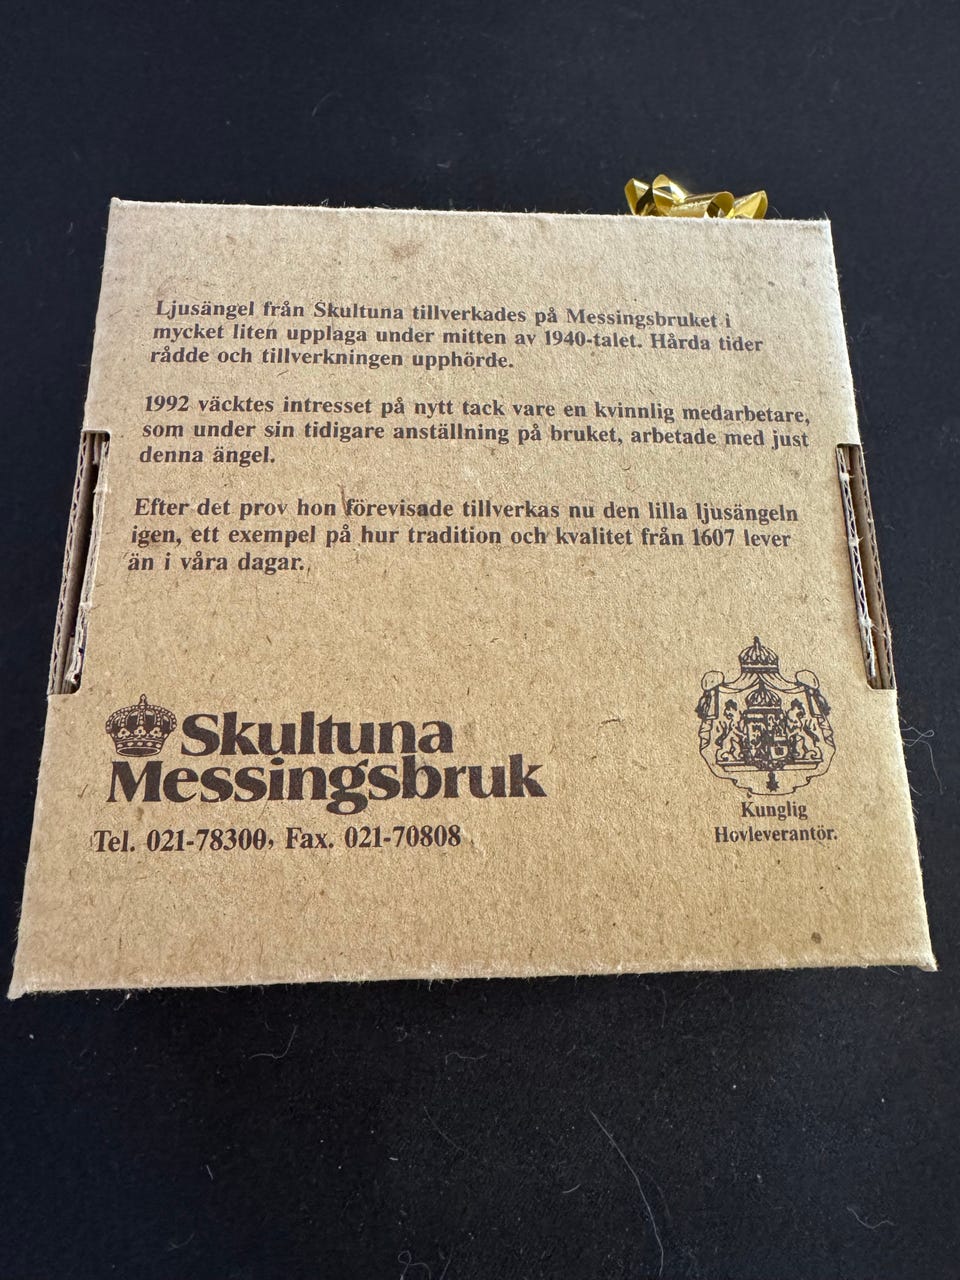 Ljusängel från Skultuna tillverkades på Messingsbruket i
mycket liten upplaga under mitten av 1940-talet. Hårda tider
rådde och tillverkningen upphörde.
1992 väcktes intresset på nytt tack vare en kvinnlig medarbetare,
som under sin tidigare anställning på bruket, arbetade med just
denna ängel.
Efter det prov hon förevisade tillverkas nu den lilla ljusängeln
igen, ett exempel på hur tradition och kvalitet från 1607 lever
än i våra dagar.
Skultuna
Messingsbruk
Tel. 021-78300, Fax. 021-70808
Kunglig
Hovleverantör.